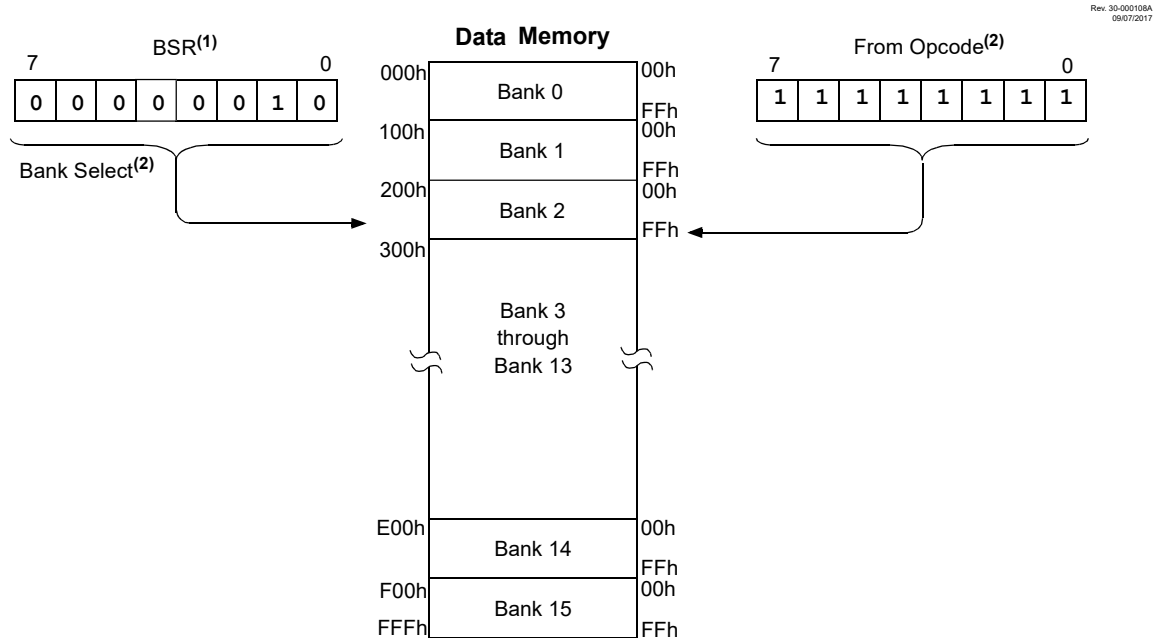 Rev. 30-000108A
09/07/2017
BSR(1)
7 0
0 0 0 0 0 0 1 0
Bank Select(2)
Data Memory
000h Bank 0 00h
FFh
100h Bank 1 00h
FFh
200h Bank 2 00h
FFh
300h
Bank 3
through
Bank 13
E00h Bank 14 00h
FFh
F00h Bank 15 00h
FFFh FFh
From Opcode(2)
7 0
1 1 1 1 1 1 1 1